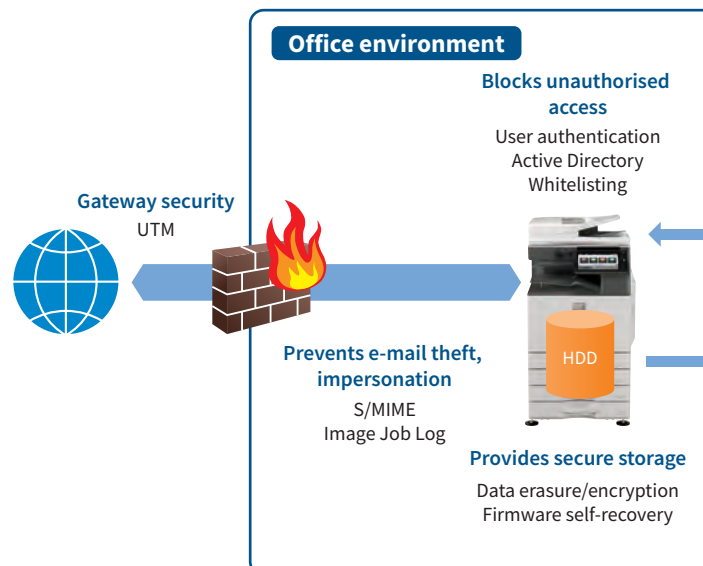 Office environment
Blocks unauthorised
access
User authentication
Active Directory
Whitelisting
Gateway security
UTM
HDD
Prevents e-mail theft,
impersonation
S/MIME
Image Job Log
Provides secure storage
Data erasure/encryption
Firmware self-recovery